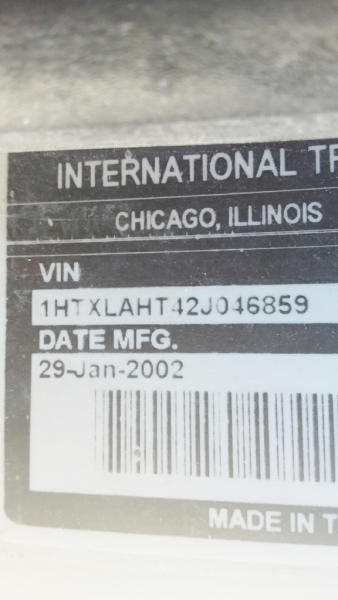 INTERNATIONAL TR
CHICAGO, ILLINOIS
VIN
1HTXLAHT42J046859
DATE MFG.
29-Jan-2002
MADE IN T